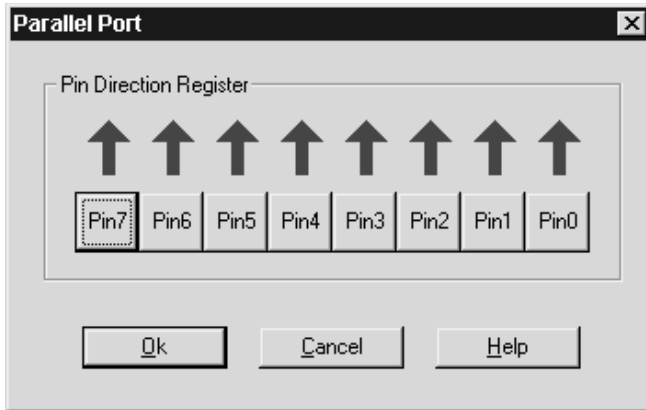 Parallel Port
Pin Direction Register
Pin7 Pin6 Pin5 Pin4 Pin3 Pin2 Pin1 Pin0
Ok Cancel Help